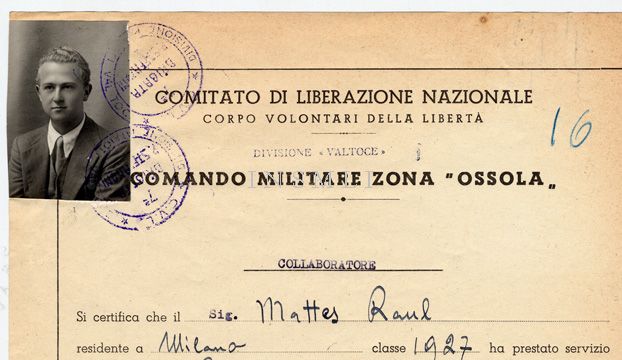 COMITATO DI LIBERAZIONE NAZIONALE
CORPO VOLONTARI DELLA LIBERTÀ
16
DIVISIONE «VALTOCE»
COMANDO MILITARE ZONA "OSSOLA„
COLLABORATORE
Si certifica che il Sig. Mattes Raul
residente a Milano classe 1927 ha prestato servizio